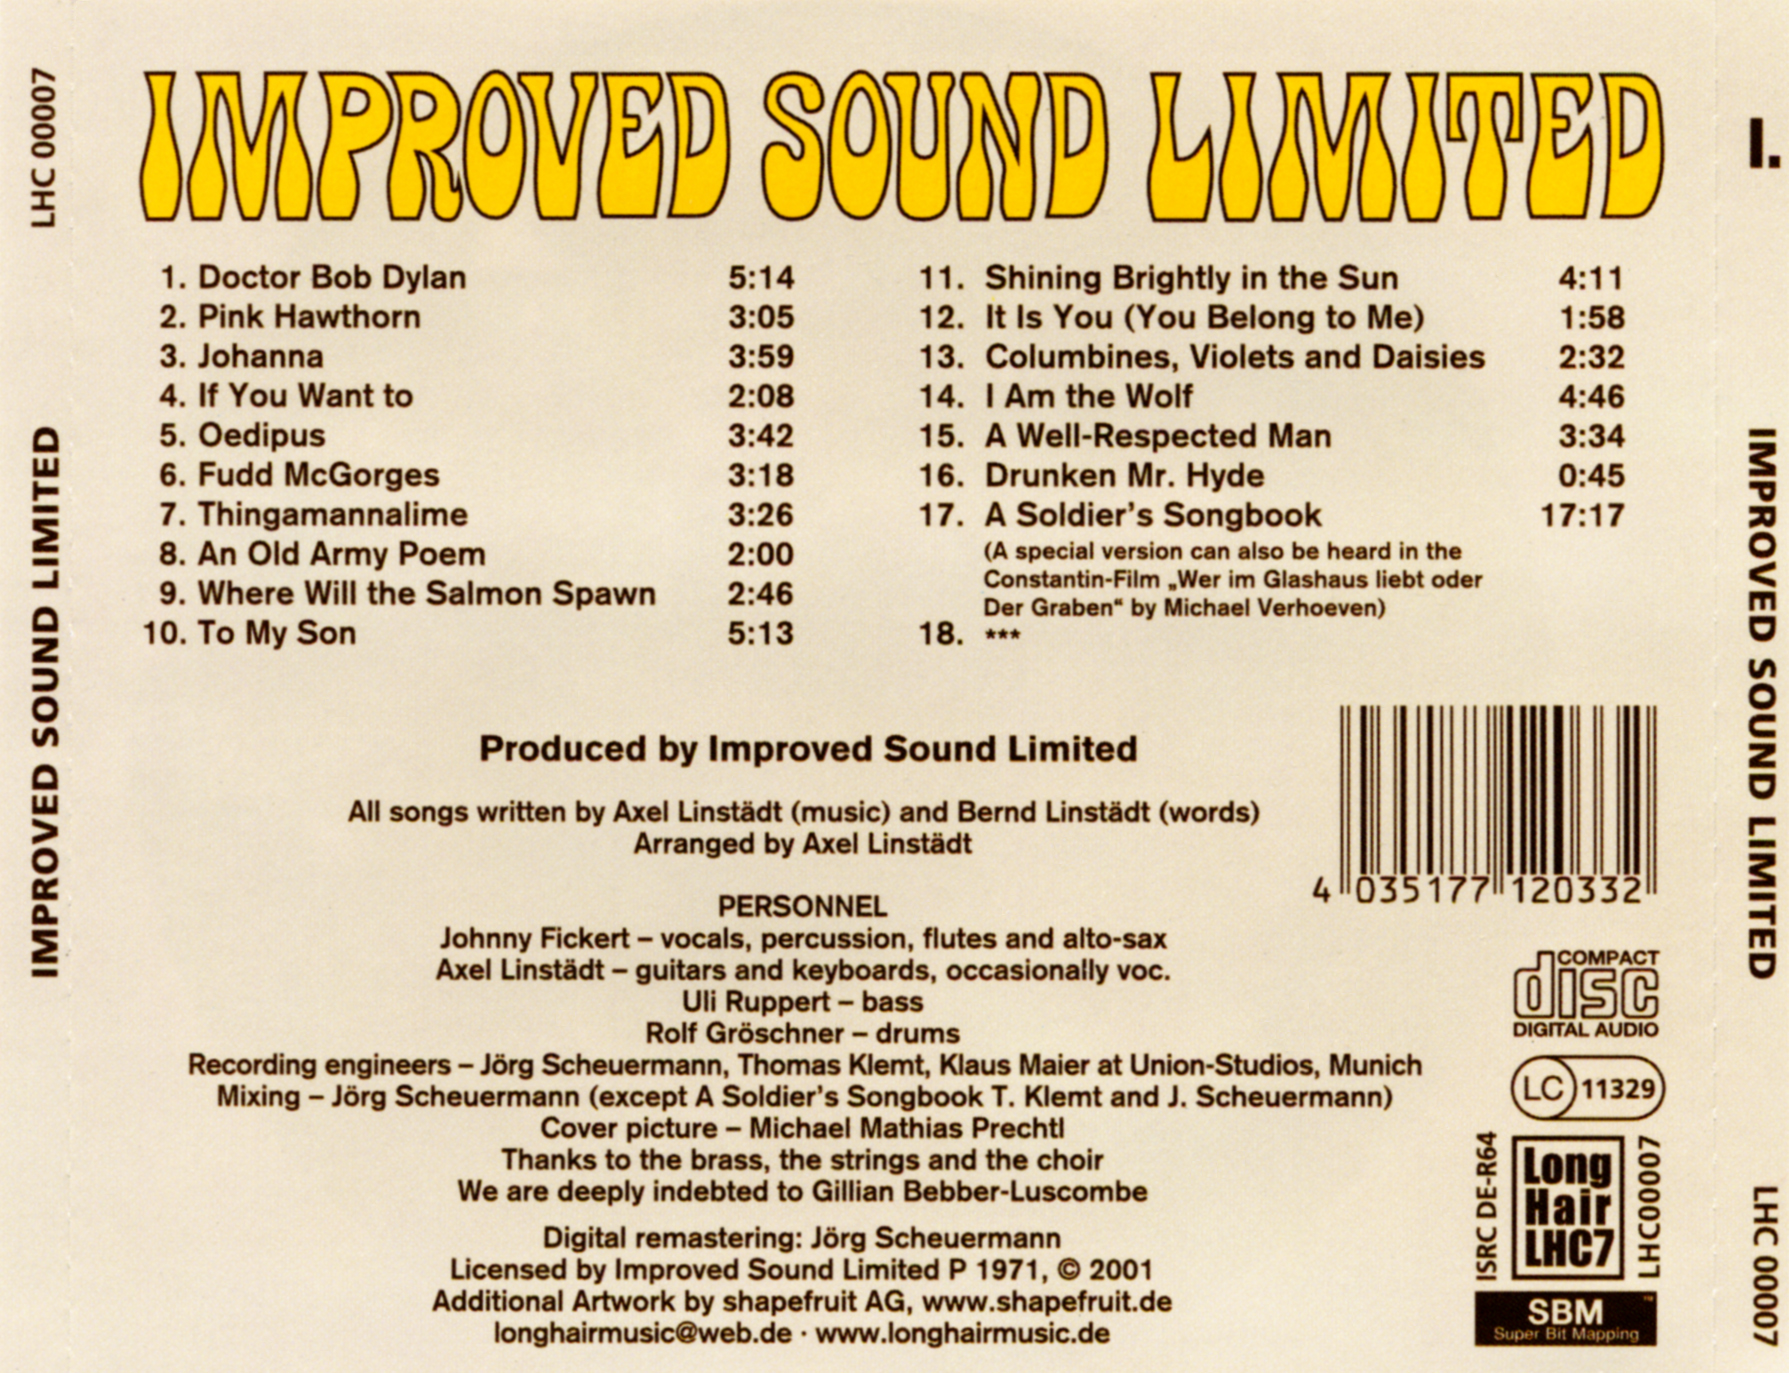 LHC 00007
IMPROVED SOUND LIMITED
IMPROVED SOUND LIMITED
1. Doctor Bob Dylan 5:14
2. Pink Hawthorn 3:05
3. Johanna 3:59
4. If You Want to 2:08
5. Oedipus 3:42
6. Fudd McGorges 3:18
7. Thingamannalime 3:26
8. An Old Army Poem 2:00
9. Where Will the Salmon Spawn 2:46
10. To My Son 5:13
11. Shining Brightly in the Sun 4:11
12. It Is You (You Belong to Me) 1:58
13. Columbines, Violets and Daisies 2:32
14. I Am the Wolf 4:46
15. A Well-Respected Man 3:34
16. Drunken Mr. Hyde 0:45
17. A Soldier's Songbook 17:17
(A special version can also be heard in the
Constantin-Film „Wer im Glashaus liebt oder
Der Graben“ by Michael Verhoeven)
18. ***
Produced by Improved Sound Limited
All songs written by Axel Linstädt (music) and Bernd Linstädt (words)
Arranged by Axel Linstädt
PERSONNEL
Johnny Fickert – vocals, percussion, flutes and alto-sax
Axel Linstädt – guitars and keyboards, occasionally voc.
Uli Ruppert – bass
Rolf Gröschner – drums
Recording engineers – Jörg Scheuermann, Thomas Klemt, Klaus Maier at Union-Studios, Munich
Mixing – Jörg Scheuermann (except A Soldier's Songbook T. Klemt and J. Scheuermann)
Cover picture – Michael Mathias Prechtl
Thanks to the brass, the strings and the choir
We are deeply indebted to Gillian Bebber-Luscombe
Digital remastering: Jörg Scheuermann
Licensed by Improved Sound Limited P 1971, © 2001
Additional Artwork by shapefruit AG, www.shapefruit.de
longhairmusic@web.de · www.longhairmusic.de
4 035177 120332
COMPACT
disc
DIGITAL AUDIO
LC 11329
ISRC DE-R64
Long
Hair
LHC7
LHC00007
SBM
Super Bit Mapping
I.
IMPROVED SOUND LIMITED
LHC 00007